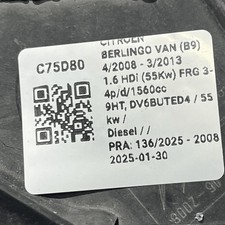 CITROEN
C75D80
BERLINGO VAN (B9)
4/2008 - 3/2013
1.6 HDi (55Kw) FRG 3-
4p/d/1560cc
9HT, DV6BUTED4 / 55
kw /
Diesel / /
PRA: 136/2025 - 2008
2025-01-30